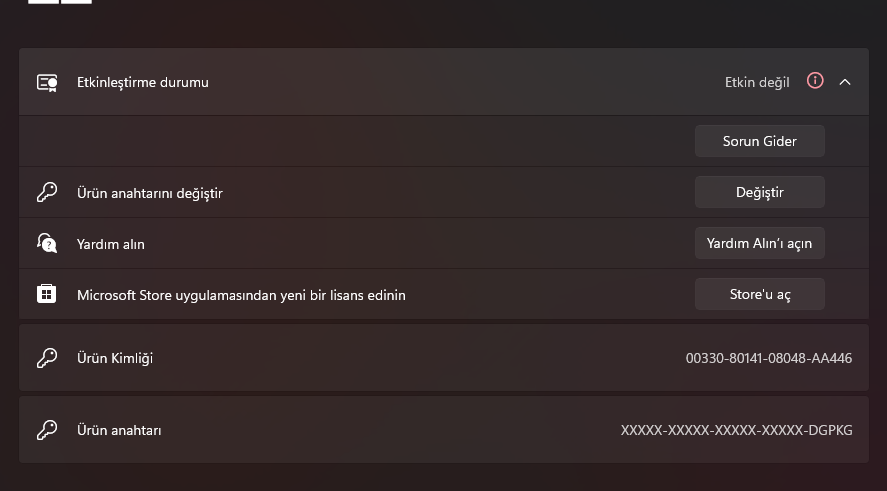 Etkinleştirme durumu
Etkin değil
Sorun Gider
Ürün anahtarını değiştir
Değiştir
Yardım alın
Yardım Alın'ı açın
Microsoft Store uygulamasından yeni bir lisans edinin
Store'u aç
Ürün Kimliği
00330-80141-08048-AA446
Ürün anahtarı
XXXXX-XXXXX-XXXXX-XXXXX-DGPKG